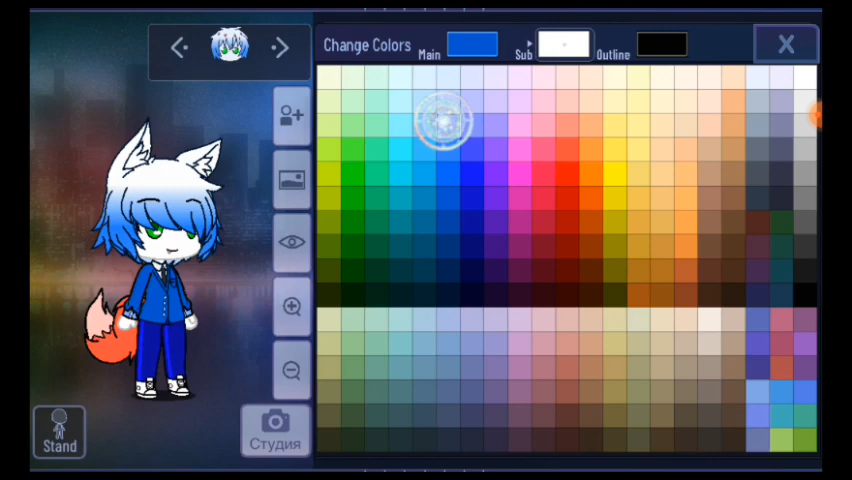 Change Colors
Main
Sub
Outline
X
Stand
Студия